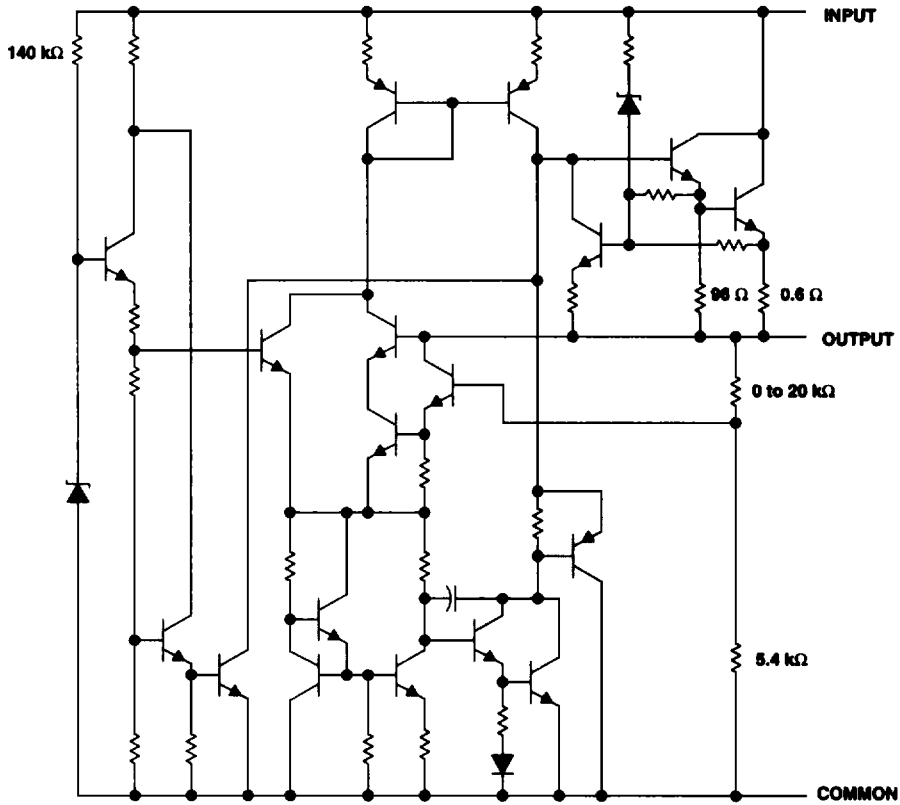 INPUT
140 kΩ
96 Ω
0.6 Ω
OUTPUT
0 to 20 kΩ
5.4 kΩ
COMMON